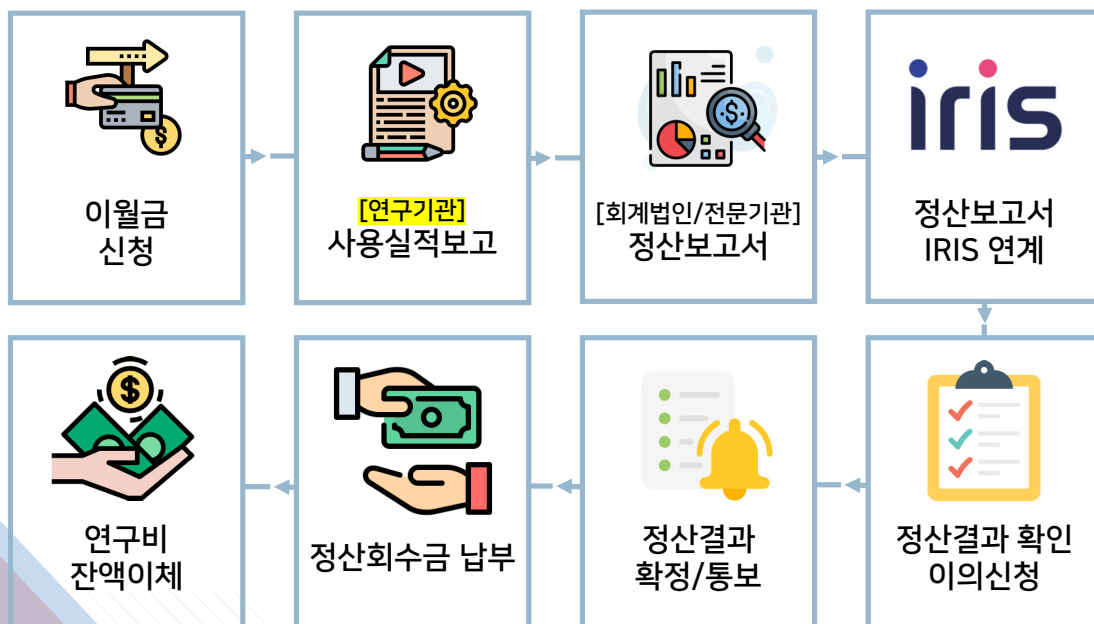 이월금
신청
[연구기관]
사용실적보고
[회계법인/전문기관]
정산보고서
iris
정산보고서
IRIS 연계
정산결과 확인
이의신청
정산결과
확정/통보
정산회수금 납부
연구비
잔액이체